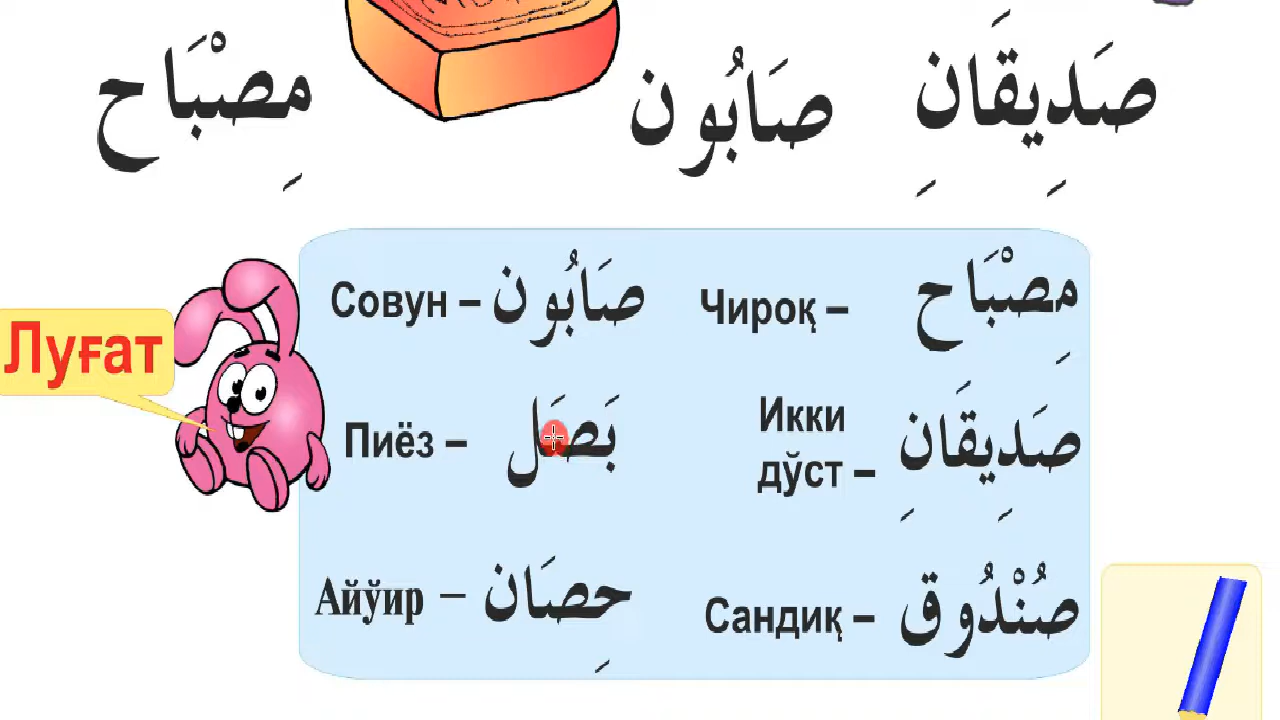 صَدِيقَانِ صَابُون مِصْبَاح
Луғат
مِصْبَاح – Чироқ
صَابُون – Совун
صَدِيقَانِ – Икки
дўст
بَصَل – Пиёз
صُنْدُوق – Сандиқ
حِصَان – Айўир